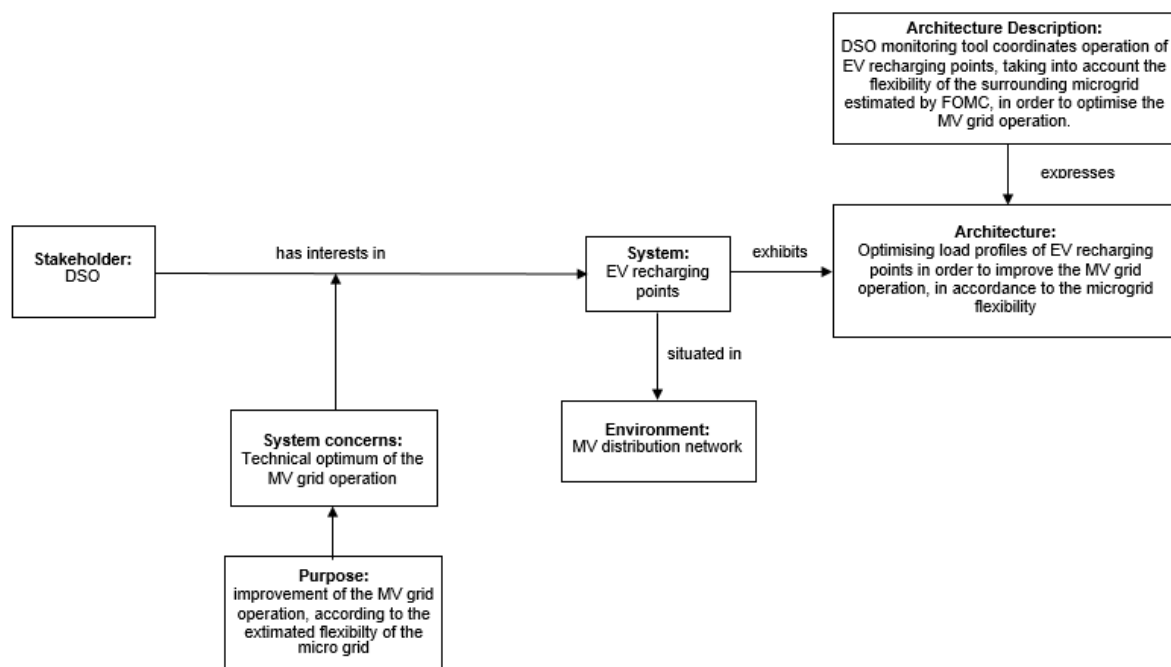 Architecture Description:
DSO monitoring tool coordinates operation of
EV recharging points, taking into account the
flexibility of the surrounding microgrid
estimated by FOMC, in order to optimise the
MV grid operation.
expresses
Stakeholder:
DSO
has interests in
System:
EV recharging
points
exhibits
Architecture:
Optimising load profiles of EV recharging
points in order to improve the MV grid
operation, in accordance to the microgrid
flexibility
situated in
System concerns:
Technical optimum of the
MV grid operation
Environment:
MV distribution network
Purpose:
improvement of the MV grid
operation, according to the
extimated flexibilty of the
micro grid